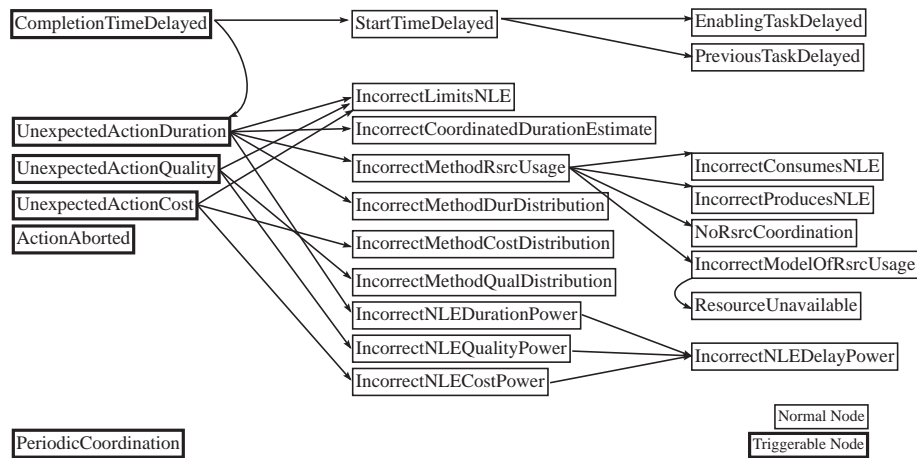 CompletionTimeDelayed
StartTimeDelayed
EnablingTaskDelayed
PreviousTaskDelayed
IncorrectLimitsNLE
UnexpectedActionDuration
IncorrectCoordinatedDurationEstimate
UnexpectedActionQuality
IncorrectMethodRsrcUsage
IncorrectConsumesNLE
UnexpectedActionCost
IncorrectMethodDurDistribution
IncorrectProducesNLE
ActionAborted
IncorrectMethodCostDistribution
NoRsrcCoordination
IncorrectModelOfRsrcUsage
IncorrectMethodQualDistribution
ResourceUnavailable
IncorrectNLEDurationPower
IncorrectNLEQualityPower
IncorrectNLEDelayPower
IncorrectNLECostPower
Normal Node
PeriodicCoordination
Triggerable Node